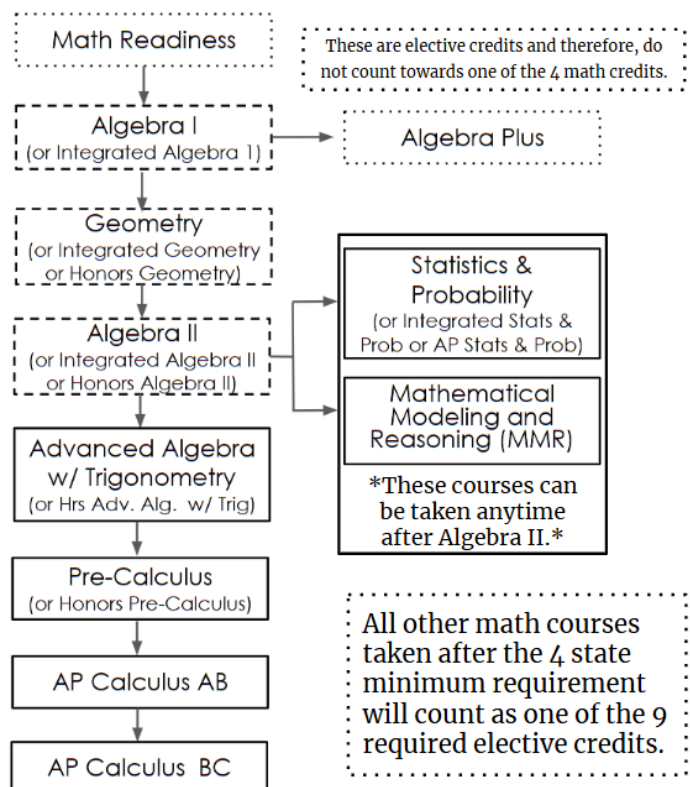 Math Readiness
These are elective credits and therefore, do
not count towards one of the 4 math credits.
Algebra I
(or Integrated Algebra 1)
Algebra Plus
Geometry
(or Integrated Geometry
or Honors Geometry)
Statistics &
Probability
(or Integrated Stats &
Prob or AP Stats & Prob)
Algebra II
(or Integrated Algebra II
or Honors Algebra II)
Mathematical
Modeling and
Reasoning (MMR)
*These courses can
be taken anytime
after Algebra II.*
Advanced Algebra
w/ Trigonometry
(or Hrs Adv. Alg. w/ Trig)
Pre-Calculus
(or Honors Pre-Calculus)
AP Calculus AB
AP Calculus BC
All other math courses
taken after the 4 state
minimum requirement
will count as one of the 9
required elective credits.